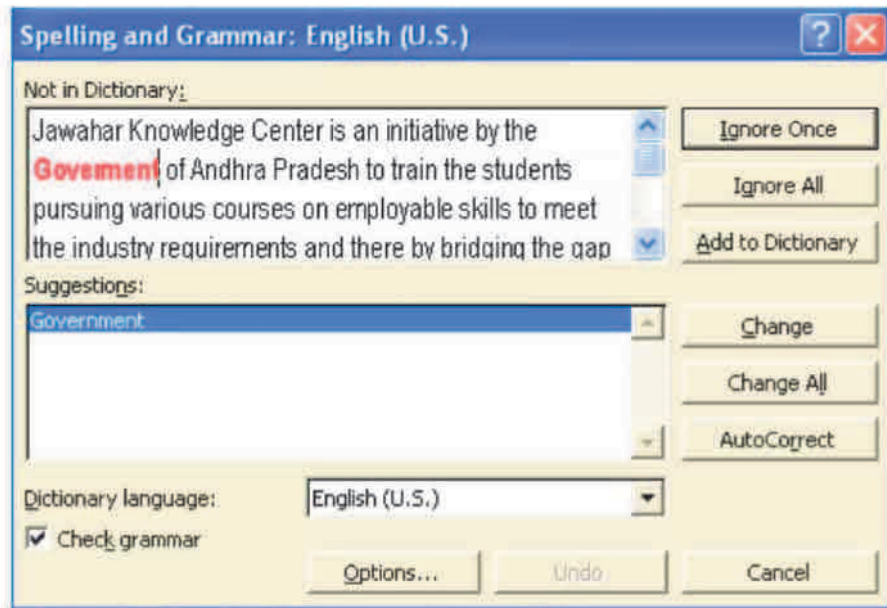 Spelling and Grammar: English (U.S.)
Not in Dictionary:
Jawahar Knowledge Center is an initiative by the
Goverment of Andhra Pradesh to train the students
pursuing various courses on employable skills to meet
the industry requirements and there by bridging the gap
Ignore Once
Ignore All
Add to Dictionary
Suggestions:
Government
Change
Change All
AutoCorrect
Dictionary language:
English (U.S.)
Check grammar
Options...
Undo
Cancel